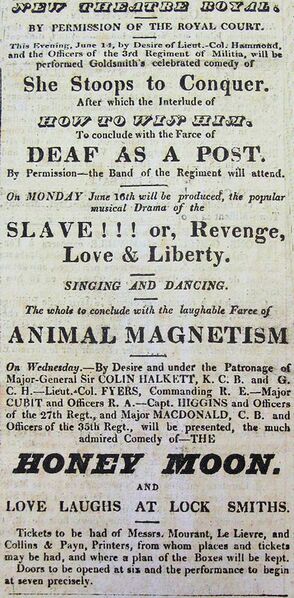 NEW THEATRE ROYAL.
BY PERMISSION OF THE ROYAL COURT.
This Evening, June 14, by Desire of Lieut.-Col. Hammond,
and the Officers of the 3rd Regiment of Militia, will be
performed Goldsmith's celebrated comedy of
She Stoops to Conquer.
After which the Interlude of
HOW TO WIN HIM.
To conclude with the Farce of
DEAF AS A POST.
By Permission—the Band of the Regiment will attend.
On MONDAY June 16th will be produced, the popular
musical Drama of the
SLAVE!!! or, Revenge,
Love & Liberty.
SINGING AND DANCING.
The whole to conclude with the laughable Farce of
ANIMAL MAGNETISM
On Wednesday.—By Desire and under the Patronage of
Major-General Sir COLIN HALKETT, K. C. B. and G.
C. H.—Lieut.-Col. FYERS, Commanding R. E.—Major
CUBIT and Officers R. A.—Capt. HIGGINS and Officers
of the 27th Regt., and Major MACDONALD, C. B. and
Officers of the 35th Regt., will be presented, the much
admired Comedy of—THE
HONEY MOON.
AND
LOVE LAUGHS AT LOCK SMITHS.
Tickets to be had of Messrs. Mourant, Le Lievre, and
Collins & Payn, Printers, from whom places and tickets
may be had, and where a plan of the Boxes will be kept.
Doors to be opened at six and the performance to begin
at seven precisely.